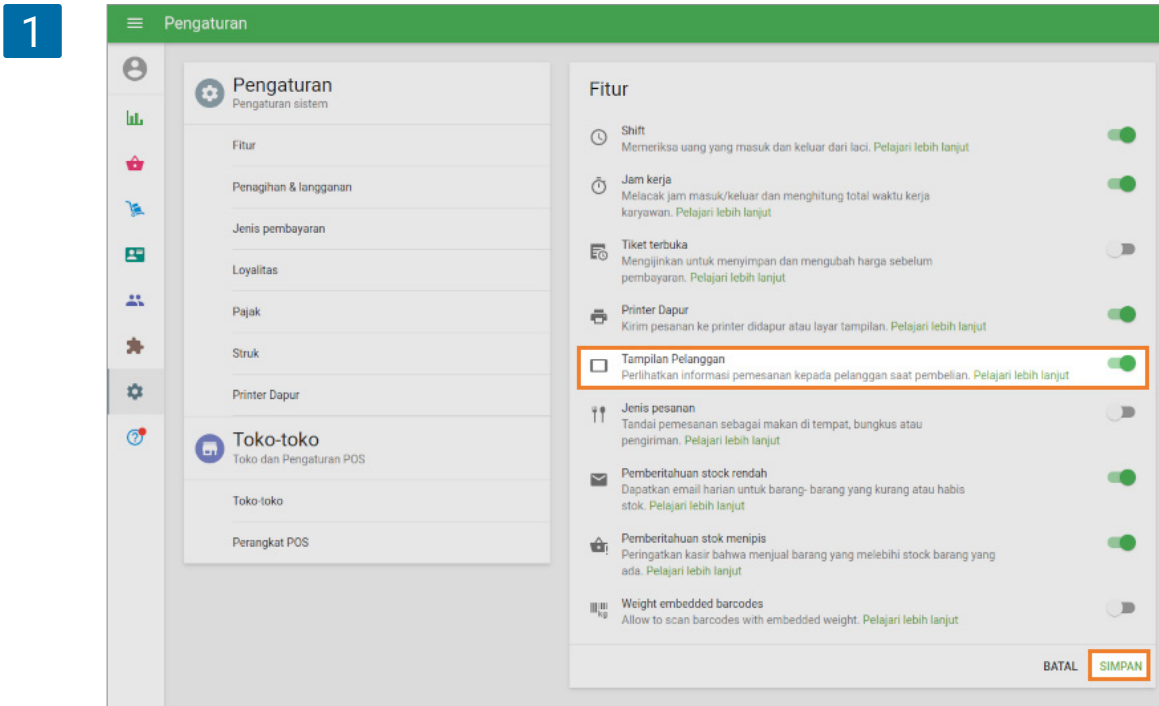 1
Pengaturan
Pengaturan
Pengaturan sistem
Fitur
Penagihan & langganan
Jenis pembayaran
Loyalitas
Pajak
Struk
Printer Dapur
Toko-toko
Toko dan Pengaturan POS
Toko-toko
Perangkat POS
Fitur
Shift
Memeriksa uang yang masuk dan keluar dari laci. Pelajari lebih lanjut
Jam kerja
Melacak jam masuk/keluar dan menghitung total waktu kerja
karyawan. Pelajari lebih lanjut
Tiket terbuka
Mengijinkan untuk menyimpan dan mengubah harga sebelum
pembayaran. Pelajari lebih lanjut
Printer Dapur
Kirim pesanan ke printer didapur atau layar tampilan. Pelajari lebih lanjut
Tampilan Pelanggan
Perlihatkan informasi pemesanan kepada pelanggan saat pembelian. Pelajari lebih lanjut
Jenis pesanan
Tandai pemesanan sebagai makan di tempat, bungkus atau
pengiriman. Pelajari lebih lanjut
Pemberitahuan stock rendah
Dapatkan email harian untuk barang- barang yang kurang atau habis
stok. Pelajari lebih lanjut
Pemberitahuan stok menipis
Peringatkan kasir bahwa menjual barang yang melebihi stock barang yang
ada. Pelajari lebih lanjut
kg
Weight embedded barcodes
Allow to scan barcodes with embedded weight. Pelajari lebih lanjut
BATAL SIMPAN